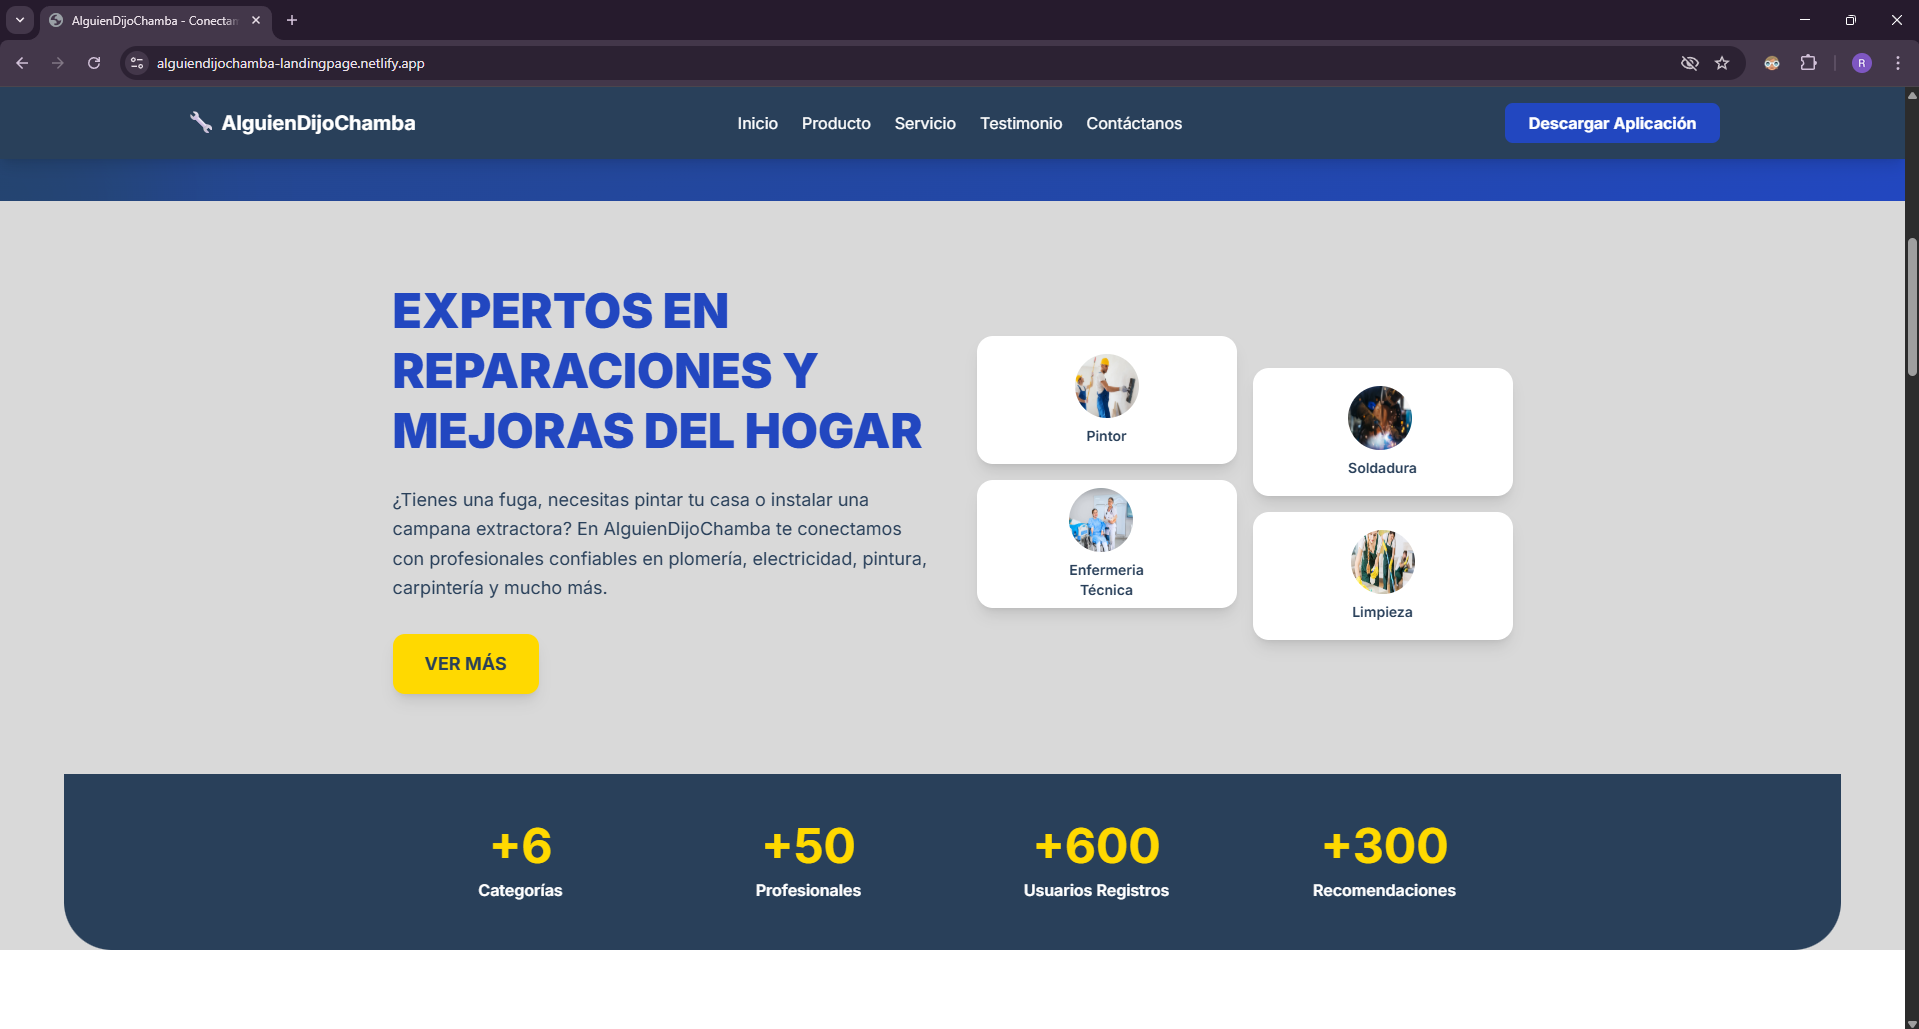 AlguienDijoChamba - Conectan
alguiendijochamba-landingpage.netlify.app
R
AlguienDijoChamba
Inicio
Producto
Servicio
Testimonio
Contáctanos
Descargar Aplicación
EXPERTOS EN
REPARACIONES Y
MEJORAS DEL HOGAR
¿Tienes una fuga, necesitas pintar tu casa o instalar una
campana extractora? En AlguienDijoChamba te conectamos
con profesionales confiables en plomería, electricidad, pintura,
carpintería y mucho más.
VER MÁS
Pintor
Soldadura
Enfermeria
Técnica
Limpieza
+6
Categorías
+50
Profesionales
+600
Usuarios Registros
+300
Recomendaciones